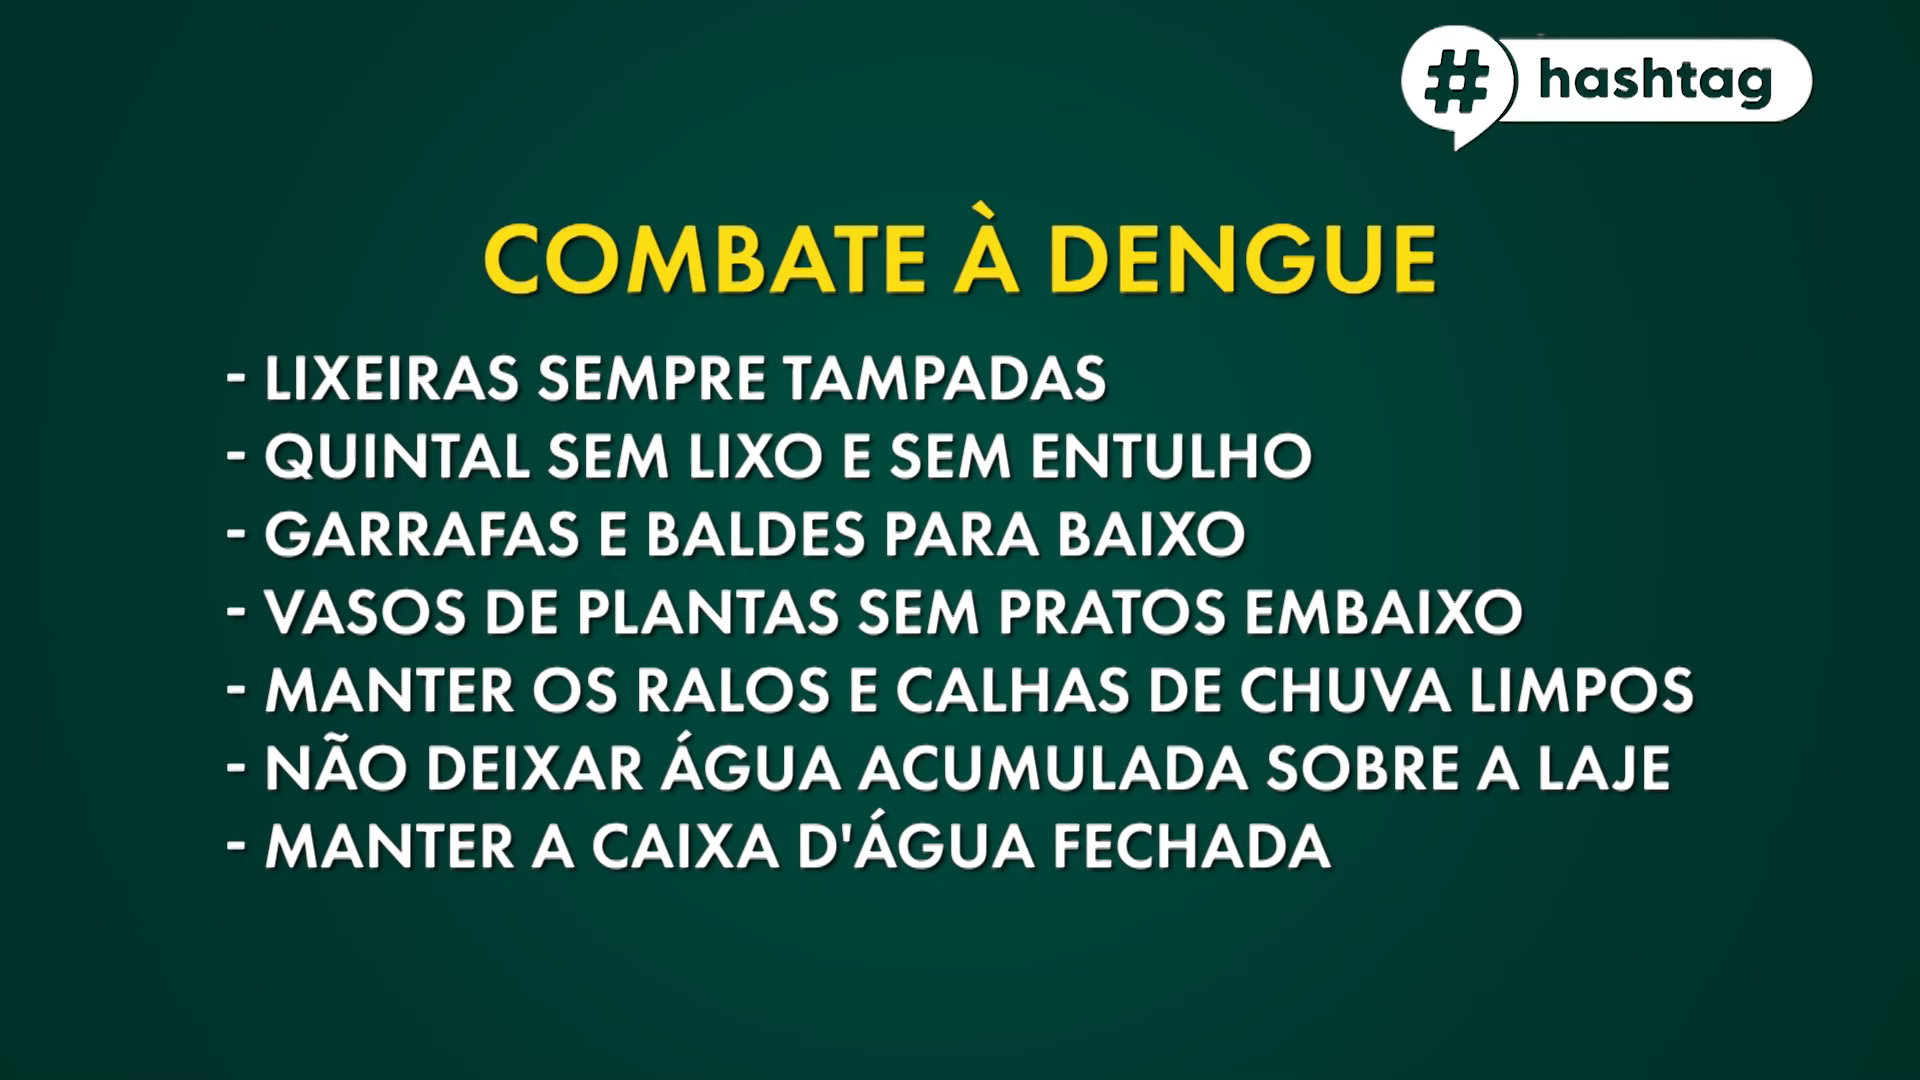 # hashtag
COMBATE À DENGUE
- LIXEIRAS SEMPRE TAMPADAS
- QUINTAL SEM LIXO E SEM ENTULHO
- GARRAFAS E BALDES PARA BAIXO
- VASOS DE PLANTAS SEM PRATOS EMBAIXO
- MANTER OS RALOS E CALHAS DE CHUVA LIMPOS
- NÃO DEIXAR ÁGUA ACUMULADA SOBRE A LAJE
- MANTER A CAIXA D'ÁGUA FECHADA